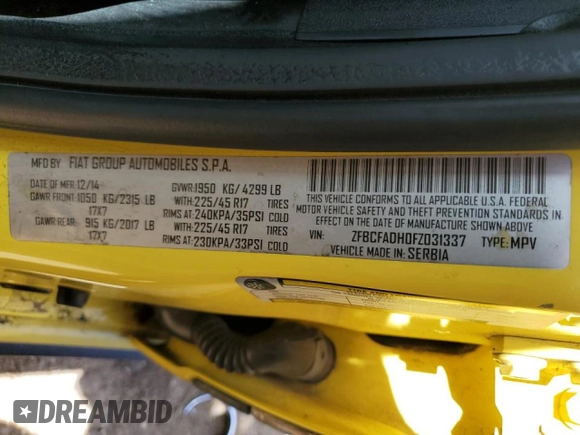 MFD BY FIAT GROUP AUTOMOBILES S.P.A.
DATE OF MFR 12/14 GVWR: 1950 KG/ 4299 LB
GAWR FRONT: 1050 KG/2315 LB WITH 225/45 R17 TIRES
17X7 RIMS AT 240KPA/35PSI COLD
GAWR REAR: 915 KG/2017 LB WITH 225/45 R17 TIRES
17X7 RIMS AT 230KPA/33PSI COLD
THIS VEHICLE CONFORMS TO ALL APPLICABLE U.S.A. FEDERAL
MOTOR VEHICLE SAFETY AND THEFT PREVENTION STANDARDS IN
EFFECT ON THE DATE OF MANUFACTURE SHOWN ABOVE
VIN: ZFBCFADH0FZ031337 TYPE: MPV
VEHICLE MADE IN: SERBIA
DREAMBID